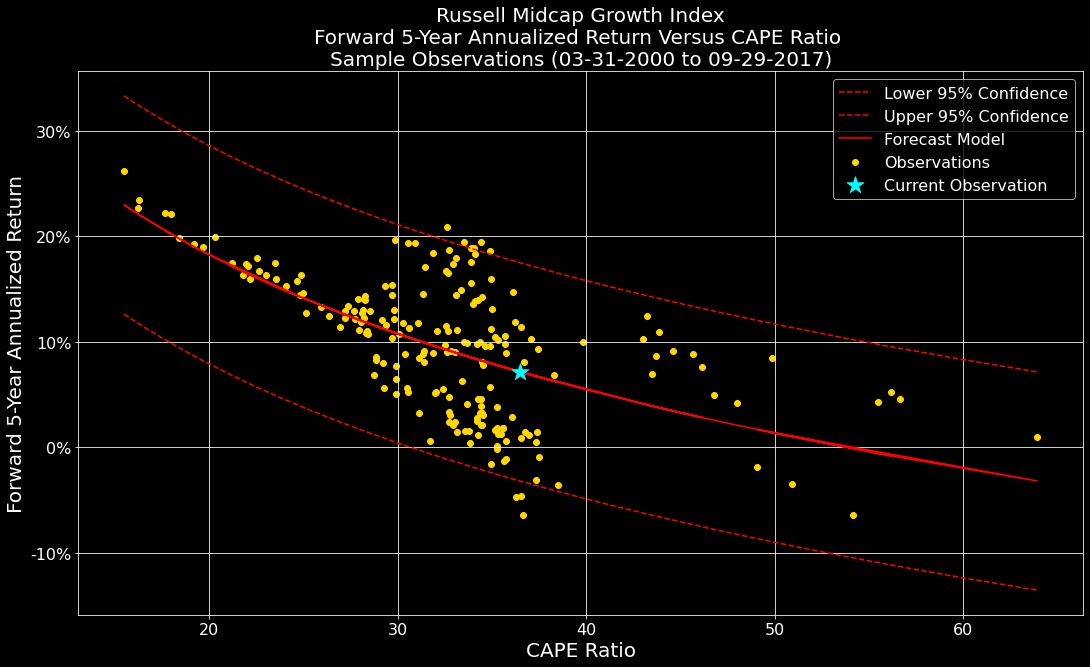 Russell Midcap Growth Index
Forward 5-Year Annualized Return Versus CAPE Ratio
Sample Observations (03-31-2000 to 09-29-2017)
Lower 95% Confidence
Upper 95% Confidence
Forecast Model
Observations
Current Observation
Forward 5-Year Annualized Return
30%
20%
10%
0%
-10%
20
30
40
50
60
CAPE Ratio